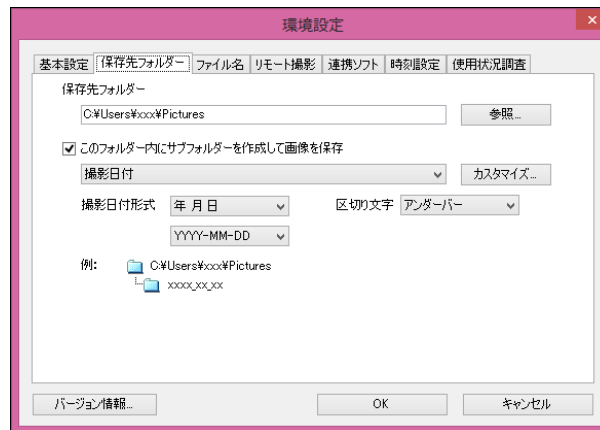 環境設定
×
基本設定 保存先フォルダー ファイル名 リモート撮影 連携ソフト 時刻設定 使用状況調査
保存先フォルダー
C:¥Users¥xxx¥Pictures 参照...
このフォルダー内にサブフォルダーを作成して画像を保存
撮影日付 カスタマイズ...
撮影日付形式 年 月 日 区切り文字 アンダーバー
YYYY-MM-DD
例: C:¥Users¥xxx¥Pictures
xxxx_xx_xx
バージョン情報... OK キャンセル